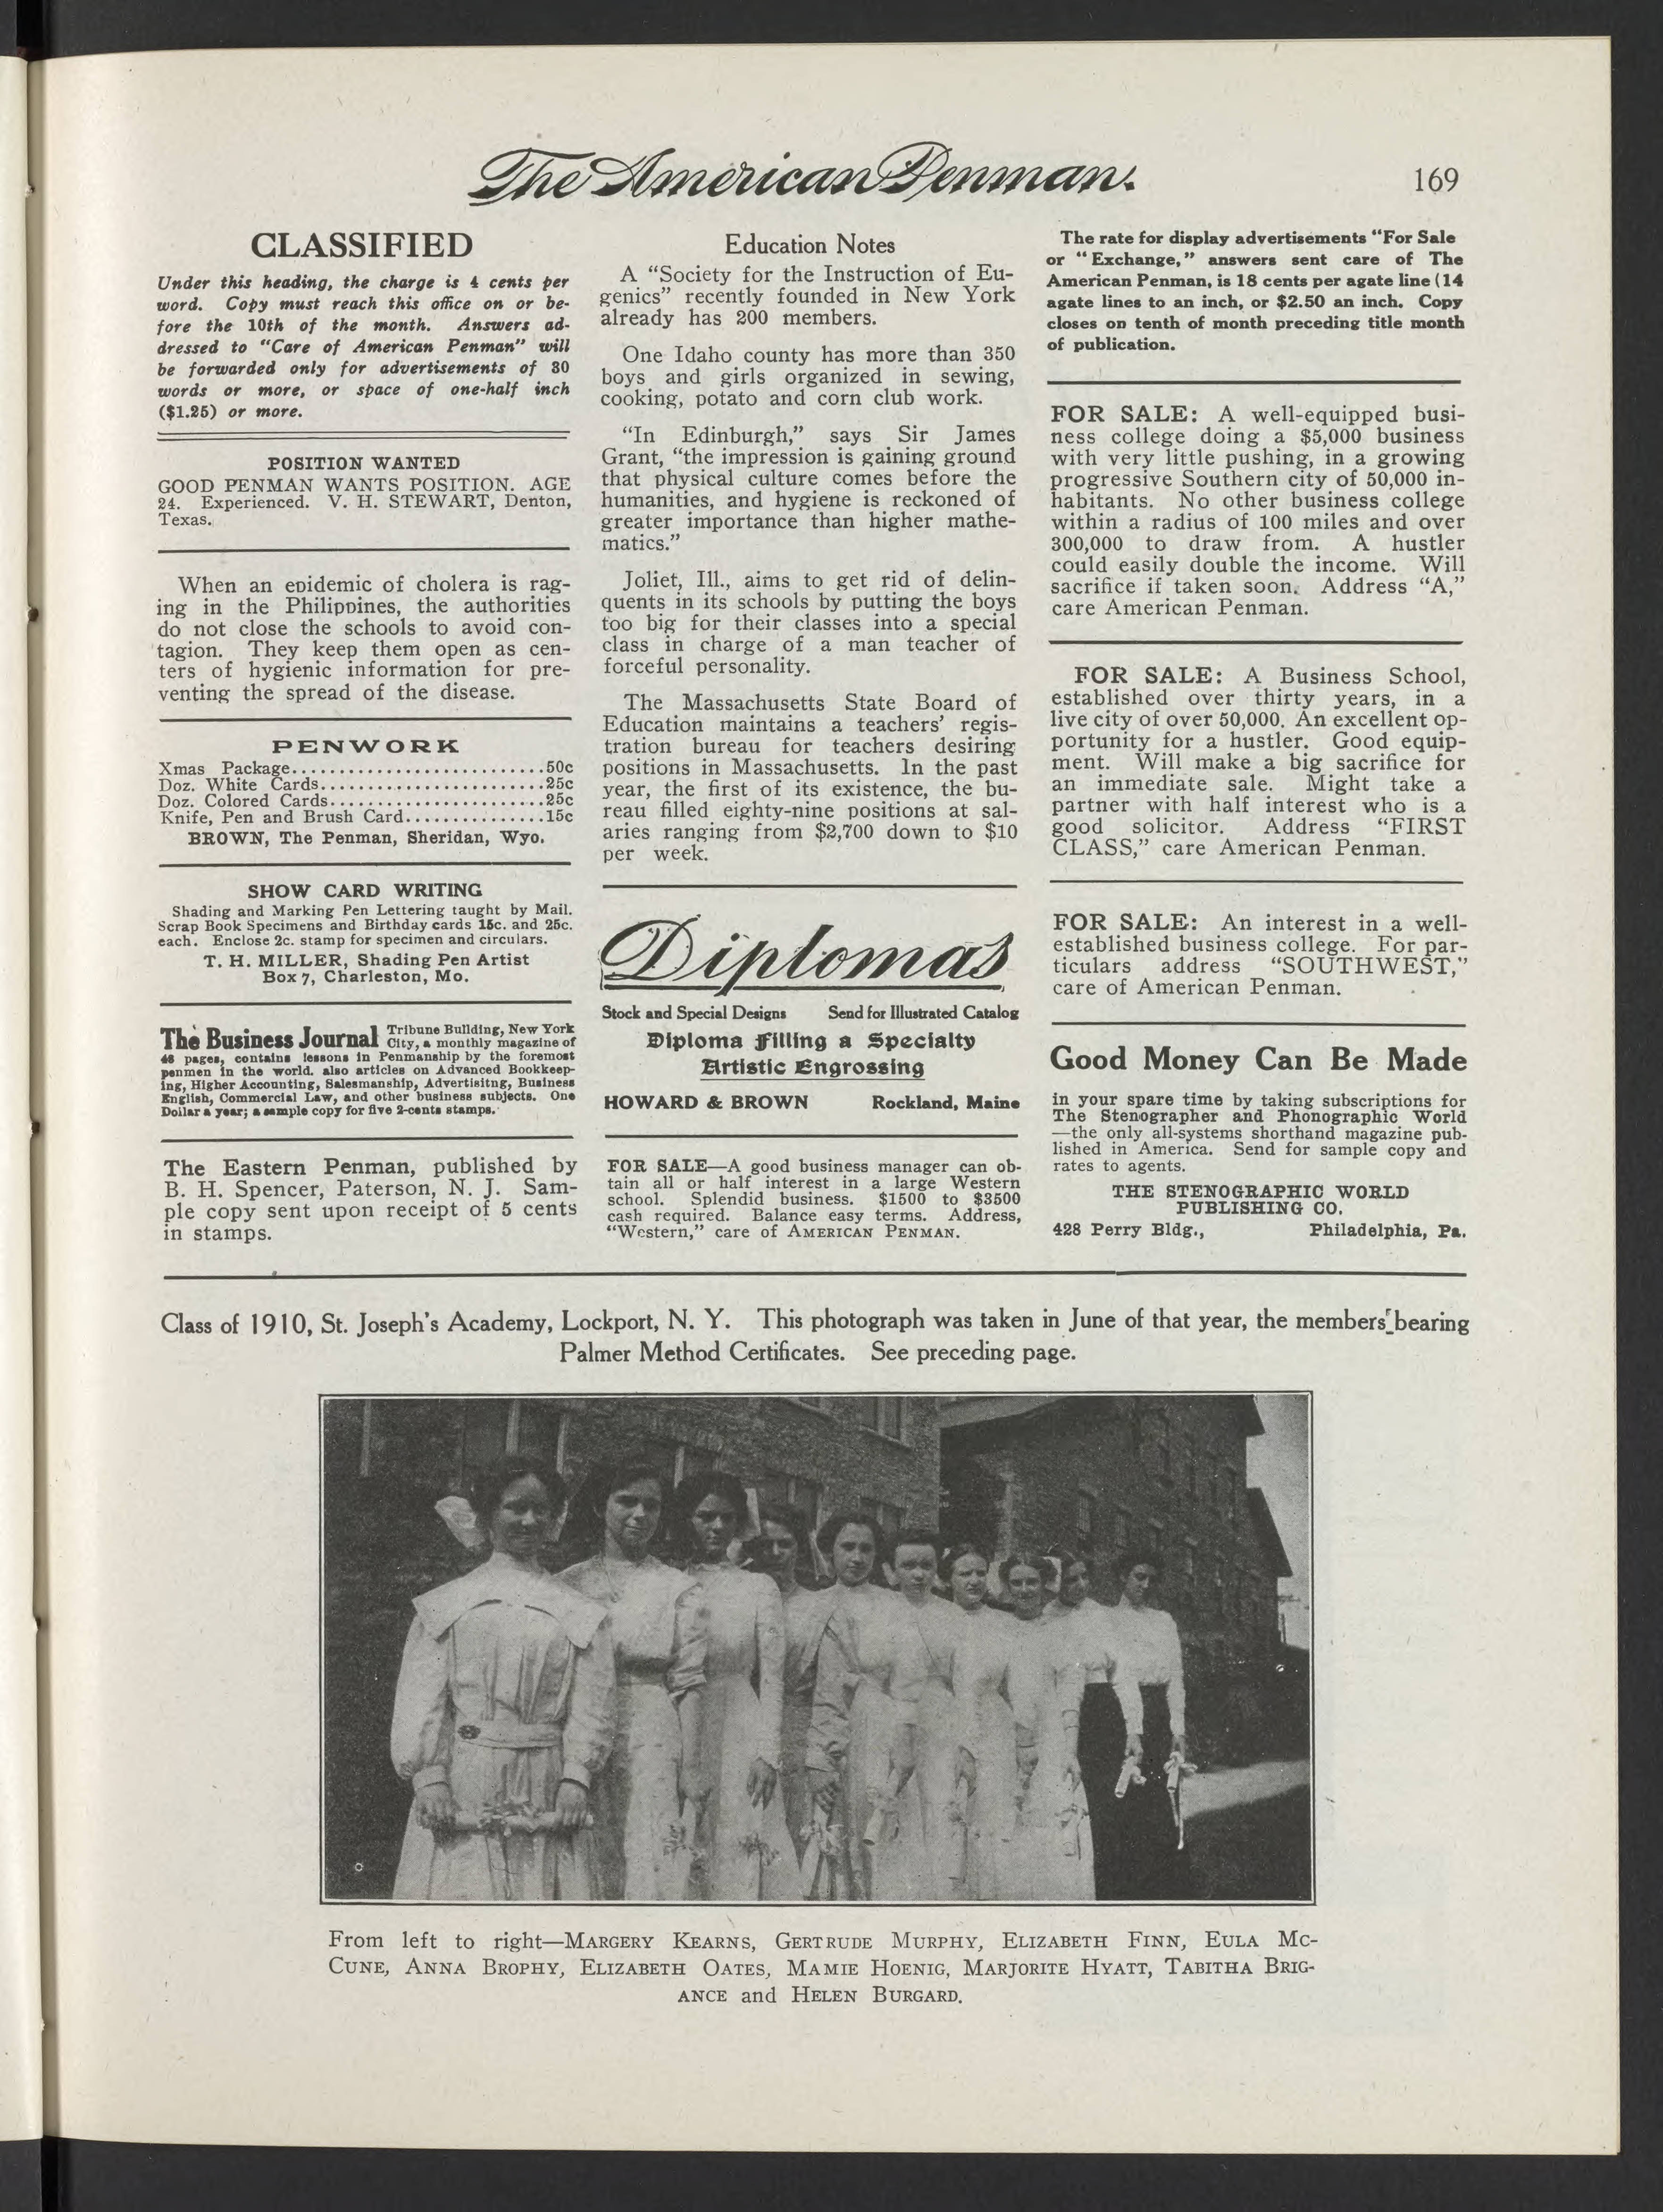 The American Penman.
169
CLASSIFIED
Under this heading, the charge is 4 cents per
word. Copy must reach this office on or be-
fore the 10th of the month. Answers ad-
dressed to "Care of American Penman" will
be forwarded only for advertisements of 30
words or more, or space of one-half inch
($1.25) or more.
POSITION WANTED
GOOD PENMAN WANTS POSITION. AGE
24. Experienced. V. H. STEWART, Denton,
Texas.
When an epidemic of cholera is rag-
ing in the Philippines, the authorities
do not close the schools to avoid con-
tagion. They keep them open as cen-
ters of hygienic information for pre-
venting the spread of the disease.
PENWORK
Xmas Package...........................50c
Doz. White Cards........................25c
Doz. Colored Cards.......................25c
Knife, Pen and Brush Card...............15c
BROWN, The Penman, Sheridan, Wyo.
SHOW CARD WRITING
Shading and Marking Pen Lettering taught by Mail.
Scrap Book Specimens and Birthday cards 15c. and 25c.
each. Enclose 2c. stamp for specimen and circulars.
T. H. MILLER, Shading Pen Artist
Box 7, Charleston, Mo.
The Business Journal Tribune Building, New York
City, a monthly magazine of
48 pages, contains lessons in Penmanship by the foremost
penmen in the world. also articles on Advanced Bookkeep-
ing, Higher Accounting, Salesmanship, Advertisitng, Business
English, Commercial Law, and other business subjects. One
Dollar a year; a sample copy for five 2-cents stamps.
The Eastern Penman, published by
B. H. Spencer, Paterson, N. J. Sam-
ple copy sent upon receipt of 5 cents
in stamps.
Education Notes
A "Society for the Instruction of Eu-
genics" recently founded in New York
already has 200 members.
One Idaho county has more than 350
boys and girls organized in sewing,
cooking, potato and corn club work.
"In Edinburgh," says Sir James
Grant, "the impression is gaining ground
that physical culture comes before the
humanities, and hygiene is reckoned of
greater importance than higher mathe-
matics."
Joliet, Ill., aims to get rid of delin-
quents in its schools by putting the boys
too big for their classes into a special
class in charge of a man teacher of
forceful personality.
The Massachusetts State Board of
Education maintains a teachers' regis-
tration bureau for teachers desiring
positions in Massachusetts. In the past
year, the first of its existence, the bu-
reau filled eighty-nine positions at sal-
aries ranging from $2,700 down to $10
per week.
Diplomas
Stock and Special Designs Send for Illustrated Catalog
Diploma Filling a Specialty
Artistic Engrossing
HOWARD & BROWN Rockland, Maine
FOR SALE—A good business manager can ob-
tain all or half interest in a large Western
school. Splendid business. $1500 to $3500
cash required. Balance easy terms. Address,
"Western," care of AMERICAN PENMAN.
The rate for display advertisements "For Sale
or "Exchange," answers sent care of The
American Penman, is 18 cents per agate line (14
agate lines to an inch, or $2.50 an inch. Copy
closes on tenth of month preceding title month
of publication.
FOR SALE: A well-equipped busi-
ness college doing a $5,000 business
with very little pushing, in a growing
progressive Southern city of 50,000 in-
habitants. No other business college
within a radius of 100 miles and over
300,000 to draw from. A hustler
could easily double the income. Will
sacrifice if taken soon. Address "A,"
care American Penman.
FOR SALE: A Business School,
established over thirty years, in a
live city of over 50,000. An excellent op-
portunity for a hustler. Good equip-
ment. Will make a big sacrifice for
an immediate sale. Might take a
partner with half interest who is a
good solicitor. Address "FIRST
CLASS," care American Penman.
FOR SALE: An interest in a well-
established business college. For par-
ticulars address "SOUTHWEST,"
care of American Penman.
Good Money Can Be Made
in your spare time by taking subscriptions for
The Stenographer and Phonographic World
—the only all-systems shorthand magazine pub-
lished in America. Send for sample copy and
rates to agents.
THE STENOGRAPHIC WORLD
PUBLISHING CO.
428 Perry Bldg., Philadelphia, Pa.
Class of 1910, St. Joseph's Academy, Lockport, N. Y. This photograph was taken in June of that year, the members bearing
Palmer Method Certificates. See preceding page.
From left to right—MARGERY KEARNS, GERTRUDE MURPHY, ELIZABETH FINN, EULA MC-
CUNE, ANNA BROPHY, ELIZABETH OATES, MAMIE HOENIG, MARJORITE HYATT, TABITHA BRIG-
ANCE and HELEN BURGARD.